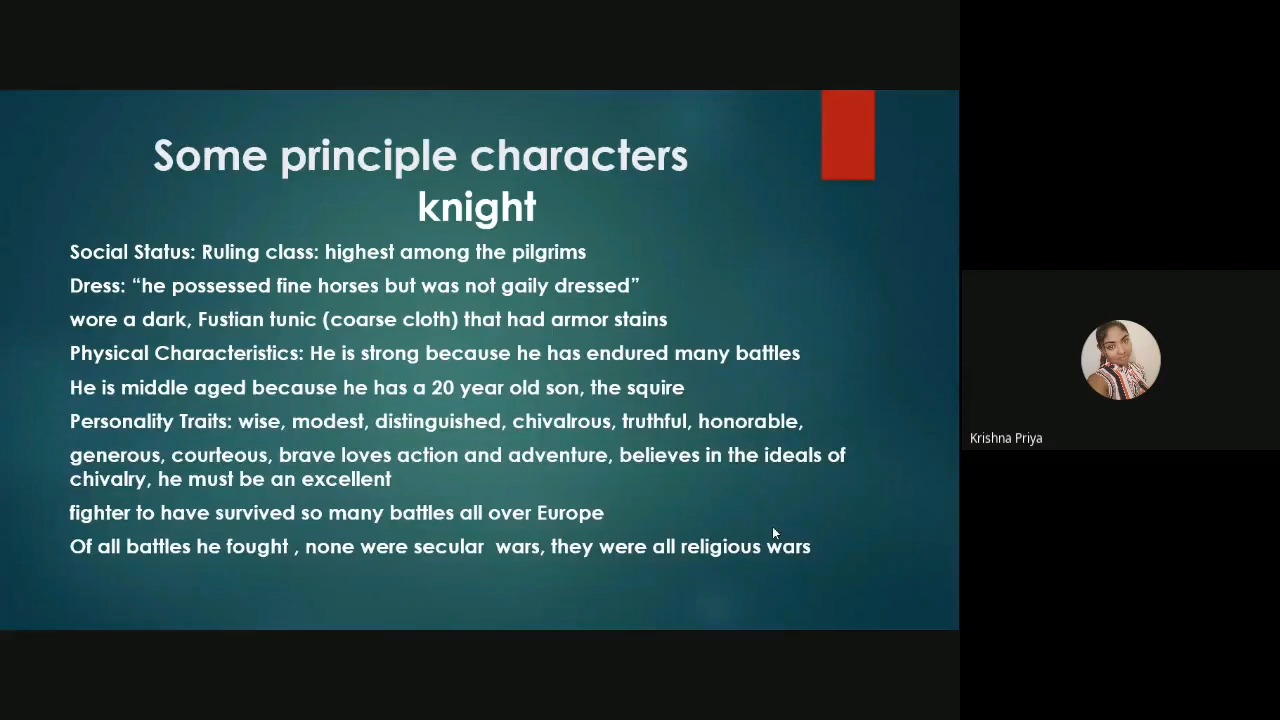 Some principle characters
knight
Social Status: Ruling class: highest among the pilgrims
Dress: “he possessed fine horses but was not gaily dressed”
wore a dark, Fustian tunic (coarse cloth) that had armor stains
Physical Characteristics: He is strong because he has endured many battles
He is middle aged because he has a 20 year old son, the squire
Personality Traits: wise, modest, distinguished, chivalrous, truthful, honorable,
generous, courteous, brave loves action and adventure, believes in the ideals of
chivalry, he must be an excellent
fighter to have survived so many battles all over Europe
Of all battles he fought , none were secular  wars, they were all religious wars
Krishna Priya